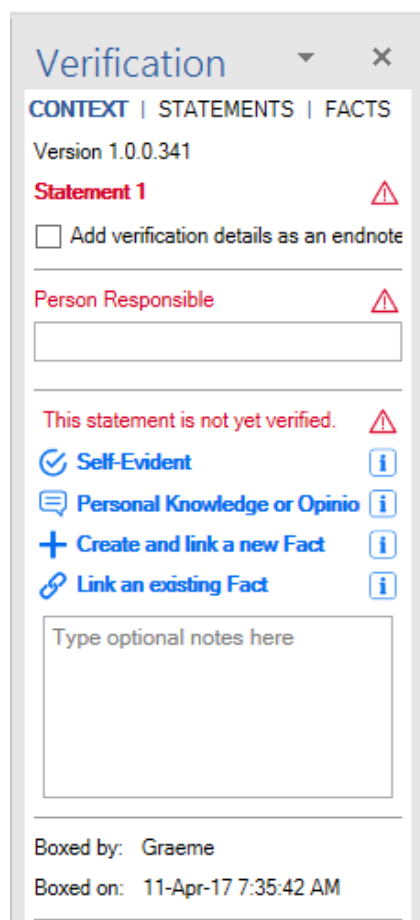 Verification
CONTEXT | STATEMENTS | FACTS
Version 1.0.0.341
Statement 1
Add verification details as an endnote
Person Responsible
This statement is not yet verified.
Self-Evident
Personal Knowledge or Opinio
Create and link a new Fact
Link an existing Fact
Type optional notes here
Boxed by: Graeme
Boxed on: 11-Apr-17 7:35:42 AM